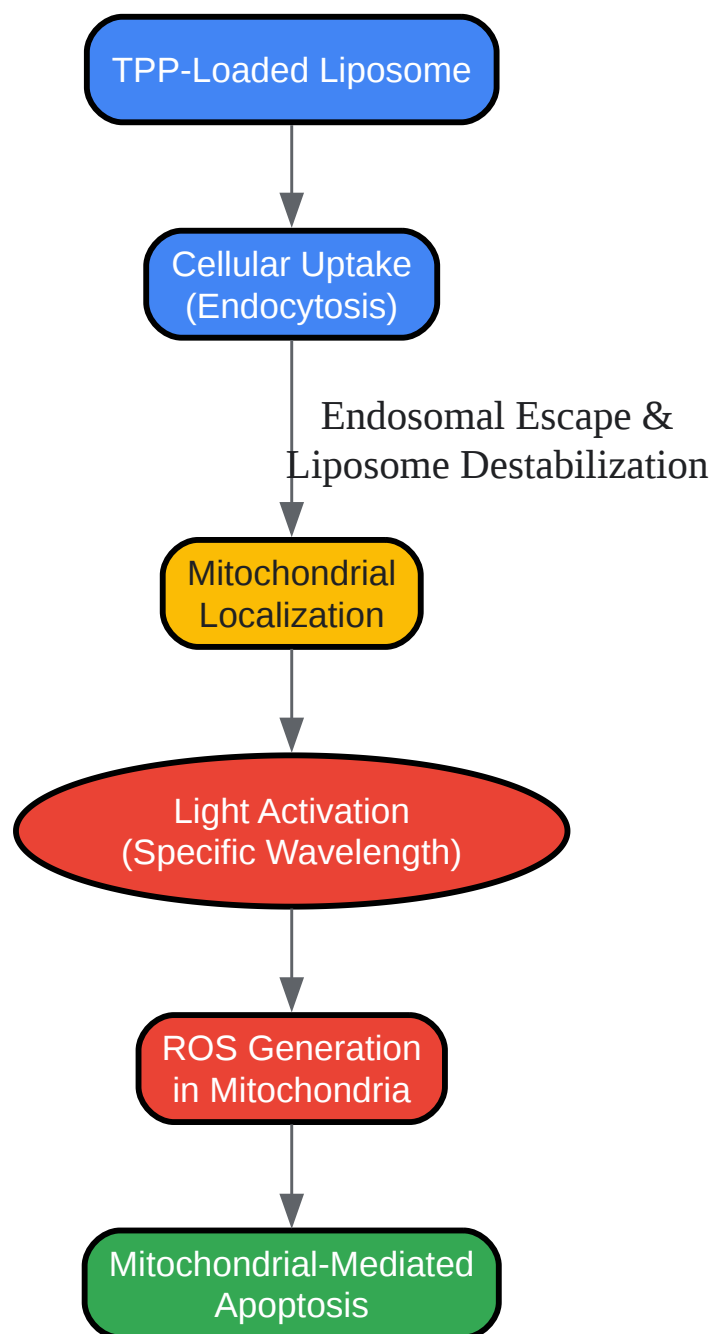 TPP-Loaded Liposome
Cellular Uptake
(Endocytosis)
Endosomal Escape &
Liposome Destabilization
Mitochondrial
Localization
Light Activation
(Specific Wavelength)
ROS Generation
in Mitochondria
Mitochondrial-Mediated
Apoptosis